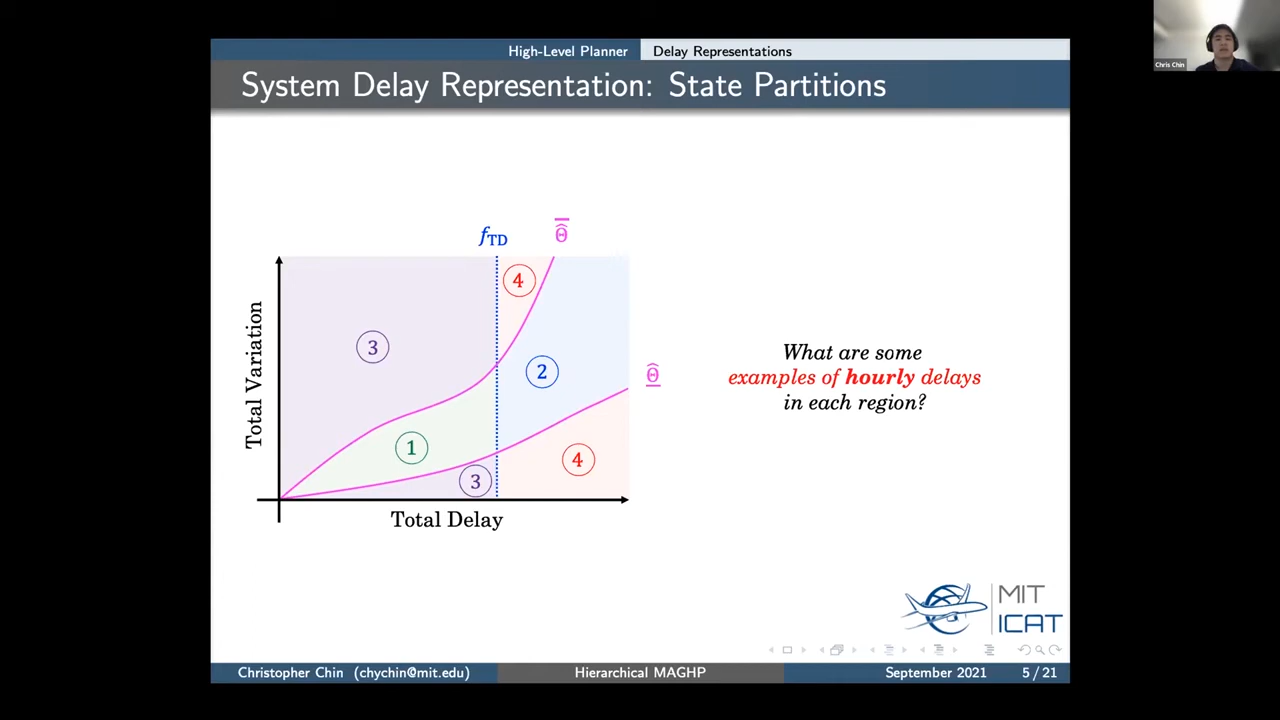 Chris Chin
High-Level Planner Delay Representations
System Delay Representation: State Partitions
f_TD
Θ̂̅
4
3
2
What are some
examples of hourly delays
in each region?
Θ̲̂
1
4
3
Total Variation
Total Delay
MIT
ICAT
Christopher Chin (chychin@mit.edu) Hierarchical MAGHP September 2021 5 / 21